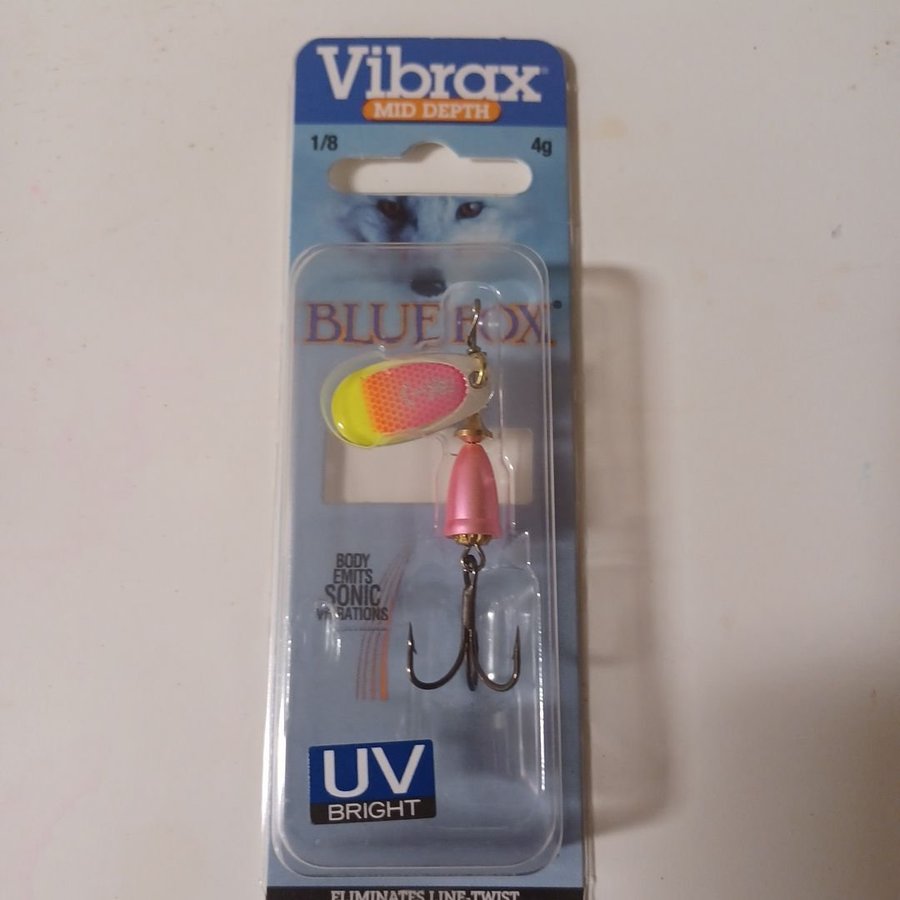 Vibrax
MID DEPTH
1/8 4g
BLUE FOX
BODY
EMITS
SONIC
VIBRATIONS
UV
BRIGHT
ELIMINATES LINE-TWIST